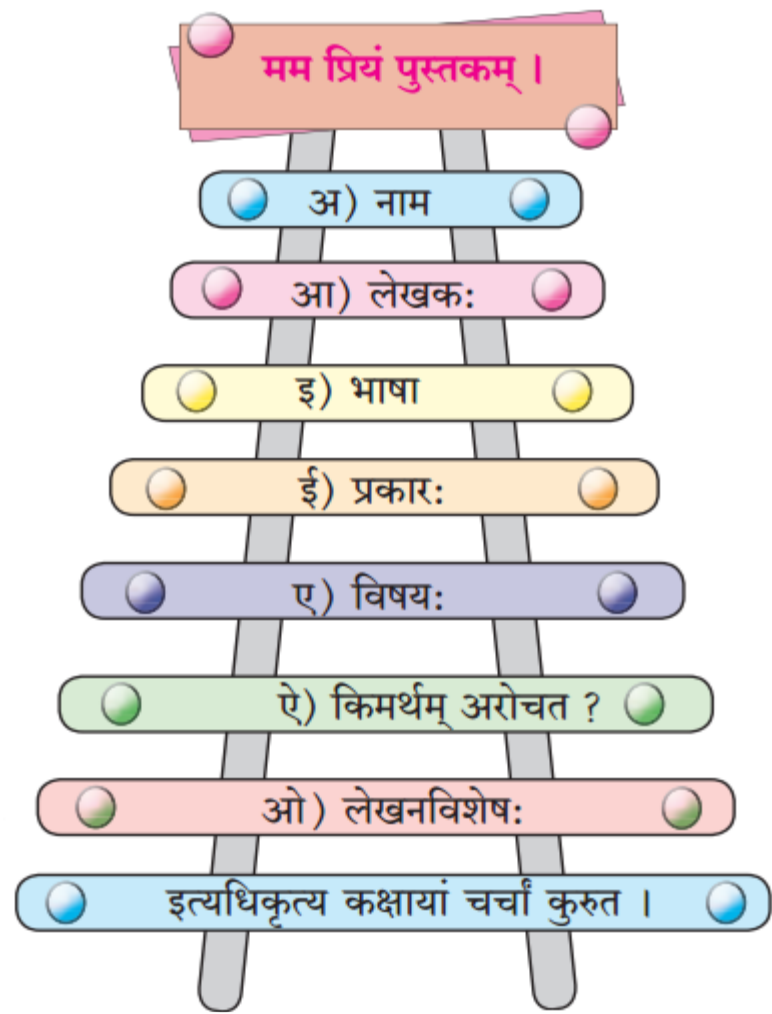 मम प्रियं पुस्तकम् ।
अ) नाम
आ) लेखक:
इ) भाषा
ई) प्रकार:
ए) विषय:
ऐ) किमर्थम् अरोचत ?
ओ) लेखनविशेष:
इत्यधिकृत्य कक्षायां चर्चां कुरुत ।